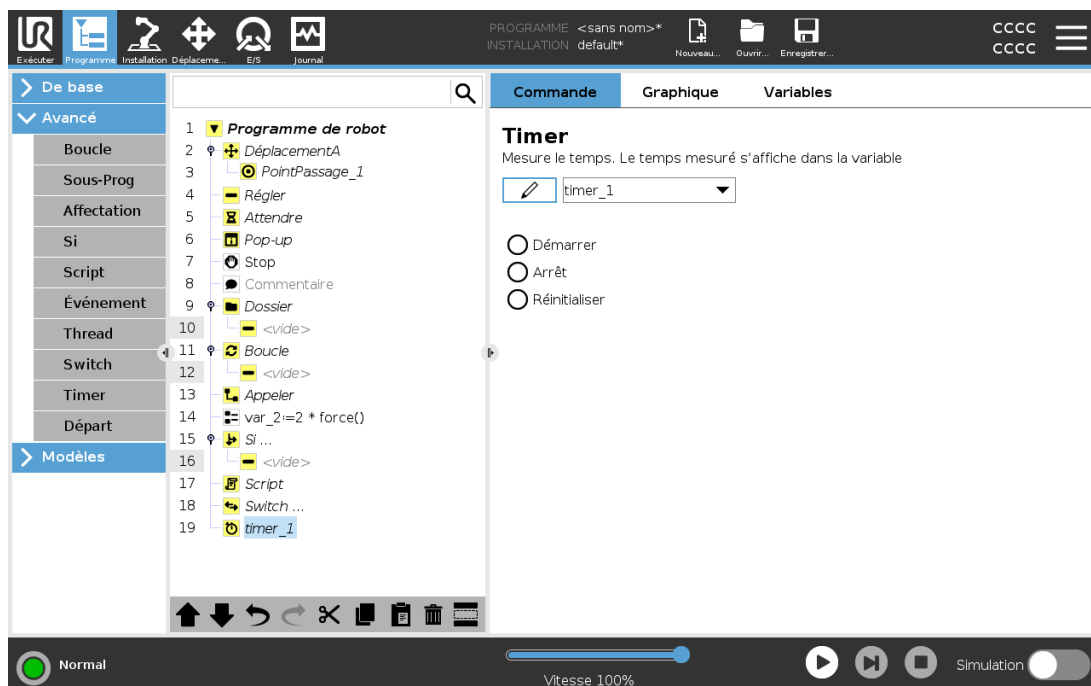 PROGRAMME <sans nom>*
INSTALLATION default*
CCCC
CCCC
Exécuter Programme Installation Déplaceme... E/S Journal
Nouveau... Ouvrir... Enregistrer...
De base
Avancé
Boucle
Sous-Prog
Affectation
Si
Script
Événement
Thread
Switch
Timer
Départ
Modèles
1 Programme de robot
2 DéplacementA
3 PointPassage_1
4 Régler
5 Attendre
6 Pop-up
7 Stop
8 Commentaire
9 Dossier
10 <vide>
11 Boucle
12 <vide>
13 Appeler
14 var_2:=2 * force()
15 Si ...
16 <vide>
17 Script
18 Switch ...
19 timer_1
Commande Graphique Variables
Timer
Mesure le temps. Le temps mesuré s’affiche dans la variable
timer_1
Démarrer
Arrêt
Réinitialiser
Normal
Vitesse 100%
Simulation